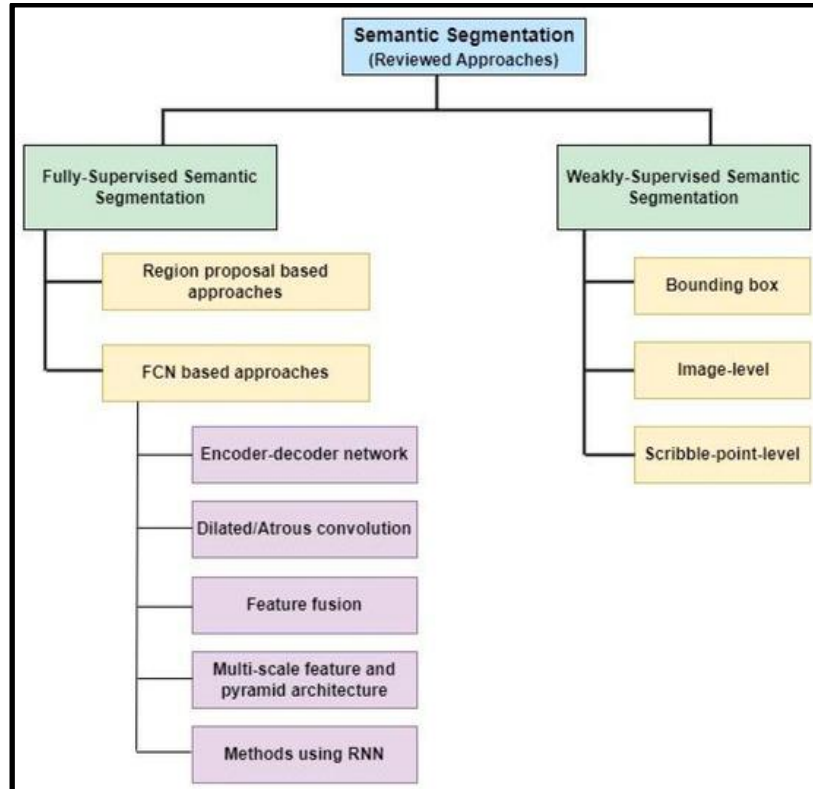 Semantic Segmentation
(Reviewed Approaches)
Fully-Supervised Semantic
Segmentation
Weakly-Supervised Semantic
Segmentation
Region proposal based
approaches
FCN based approaches
Encoder-decoder network
Dilated/Atrous convolution
Feature fusion
Multi-scale feature and
pyramid architecture
Methods using RNN
Bounding box
Image-level
Scribble-point-level